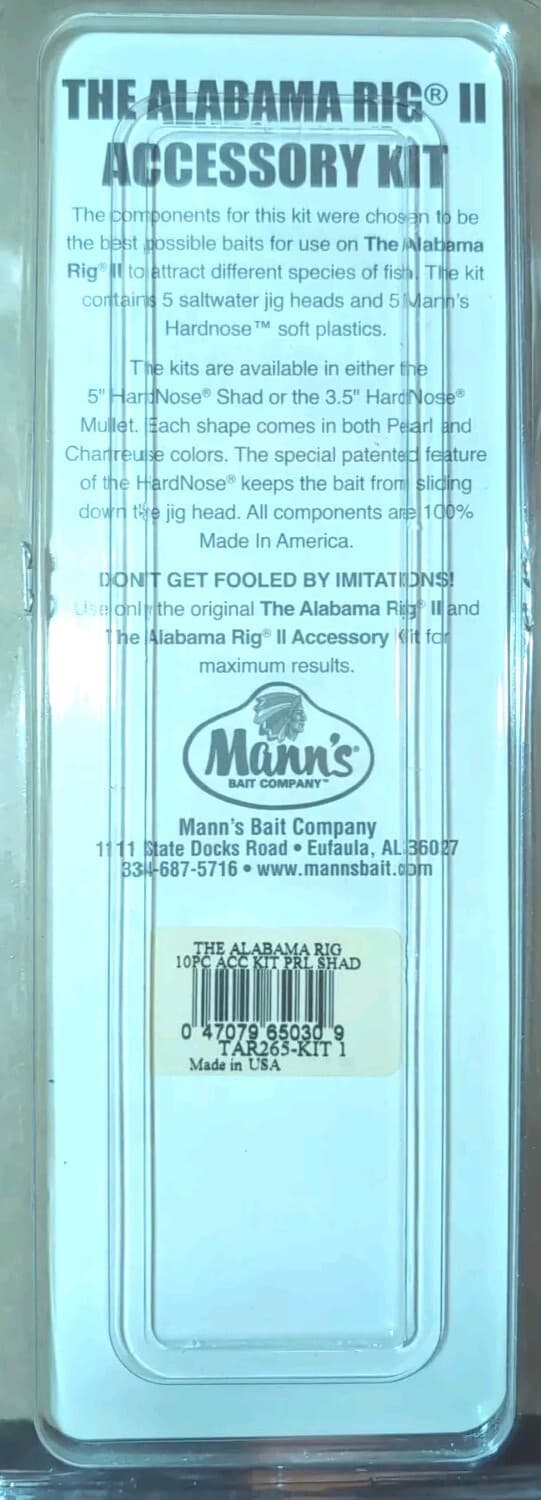 THE ALABAMA RIG® II
ACCESSORY KIT
The components for this kit were chosen to be
the best possible baits for use on The Alabama
Rig® II to attract different species of fish. The kit
contains 5 saltwater jig heads and 5 Mann's
Hardnose™ soft plastics.
The kits are available in either the
5" HardNose® Shad or the 3.5" HardNose®
Mullet. Each shape comes in both Pearl and
Chartreuse colors. The special patented feature
of the HardNose® keeps the bait from sliding
down the jig head. All components are 100%
Made In America.
DON'T GET FOOLED BY IMITATIONS!
Use only the original The Alabama Rig® II and
The Alabama Rig® II Accessory Kit for
maximum results.
Mann's®
BAIT COMPANY™
Mann's Bait Company
1111 State Docks Road • Eufaula, AL 36027
334-687-5716 • www.mannsbait.com
THE ALABAMA RIG
10PC ACC KIT PRL SHAD
0 47079 65030 9
TAR265-KIT 1
Made in USA